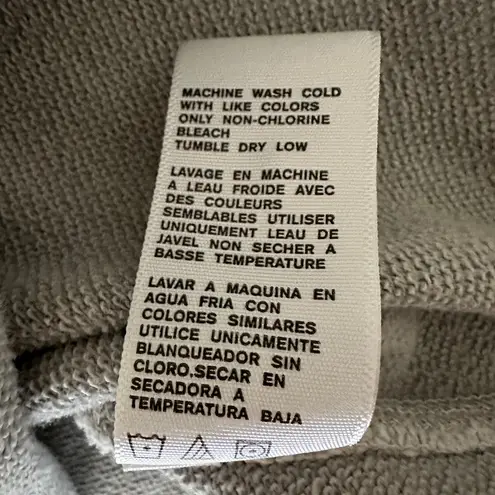 MACHINE WASH COLD
WITH LIKE COLORS
ONLY NON-CHLORINE
BLEACH
TUMBLE DRY LOW
LAVAGE EN MACHINE
A LEAU FROIDE AVEC
DES COULEURS
SEMBLABLES UTILISER
UNIQUEMENT LEAU DE
JAVEL NON SECHER A
BASSE TEMPERATURE
LAVAR A MAQUINA EN
AGUA FRIA CON
COLORES SIMILARES
UTILICE UNICAMENTE
BLANQUEADOR SIN
CLORO.SECAR EN
SECADORA A
TEMPERATURA BAJA